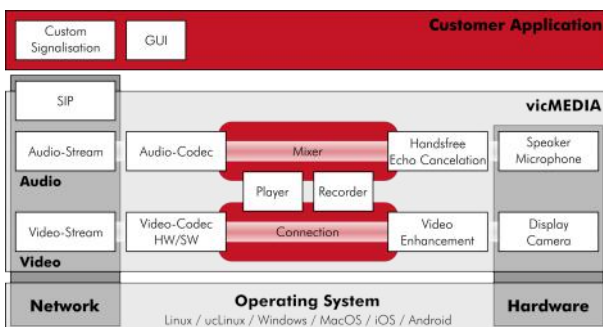 Customer Application
Custom
Signalisation
GUI
SIP
vicMEDIA
Audio-Stream
Audio-Codec
Mixer
Handsfree
Echo Cancelation
Speaker
Microphone
Audio
Player
Recorder
Video-Stream
Video-Codec
HW/SW
Connection
Video
Enhancement
Display
Camera
Video
Network
Operating System
Linux / ucLinux / Windows / MacOS / iOS / Android
Hardware